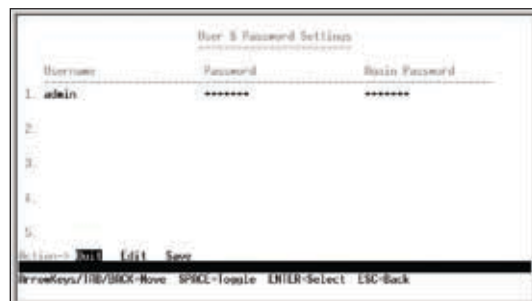 User & Password Settings
Username Password Again Password
1. admin ******* *******
2.
3.
4.
5.
Action-> Quit Edit Save
ArrowKeys/TAB/BACK=Move SPACE=Toggle ENTER=Select ESC=Back